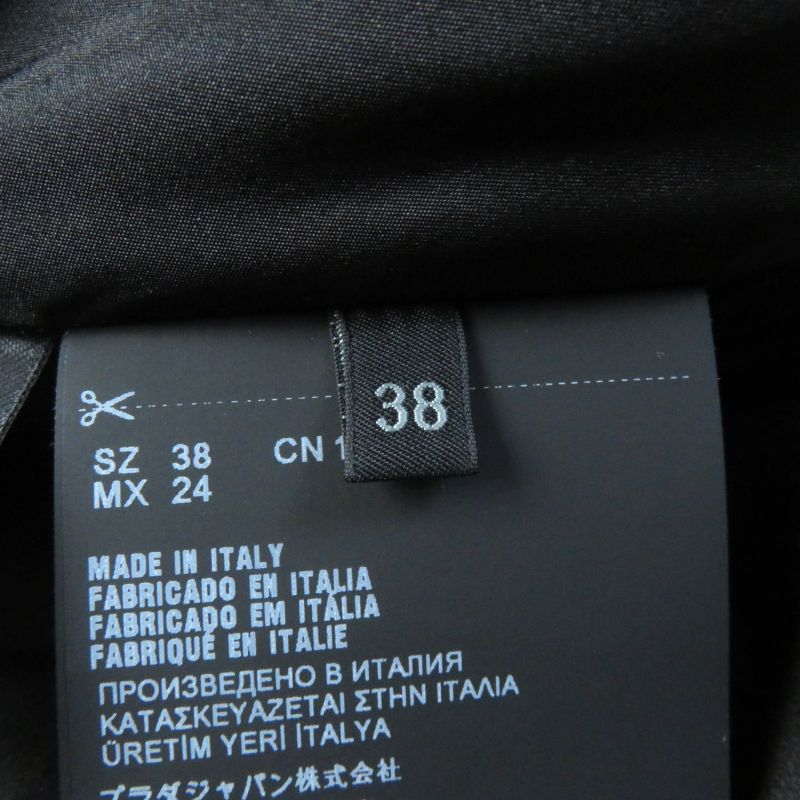 38
SZ 38 CN 1
MX 24
MADE IN ITALY
FABRICADO EN ITALIA
FABRICADO EM ITÁLIA
FABRIQUÉ EN ITALIE
ПРОИЗВЕДЕНО В ИТАЛИЯ
ΚΑΤΑΣΚΕΥΑΖΕΤΑΙ ΣΤΗΝ ΙΤΑΛΙΑ
ÜRETİM YERİ İTALYA
プラダジャパン株式会社